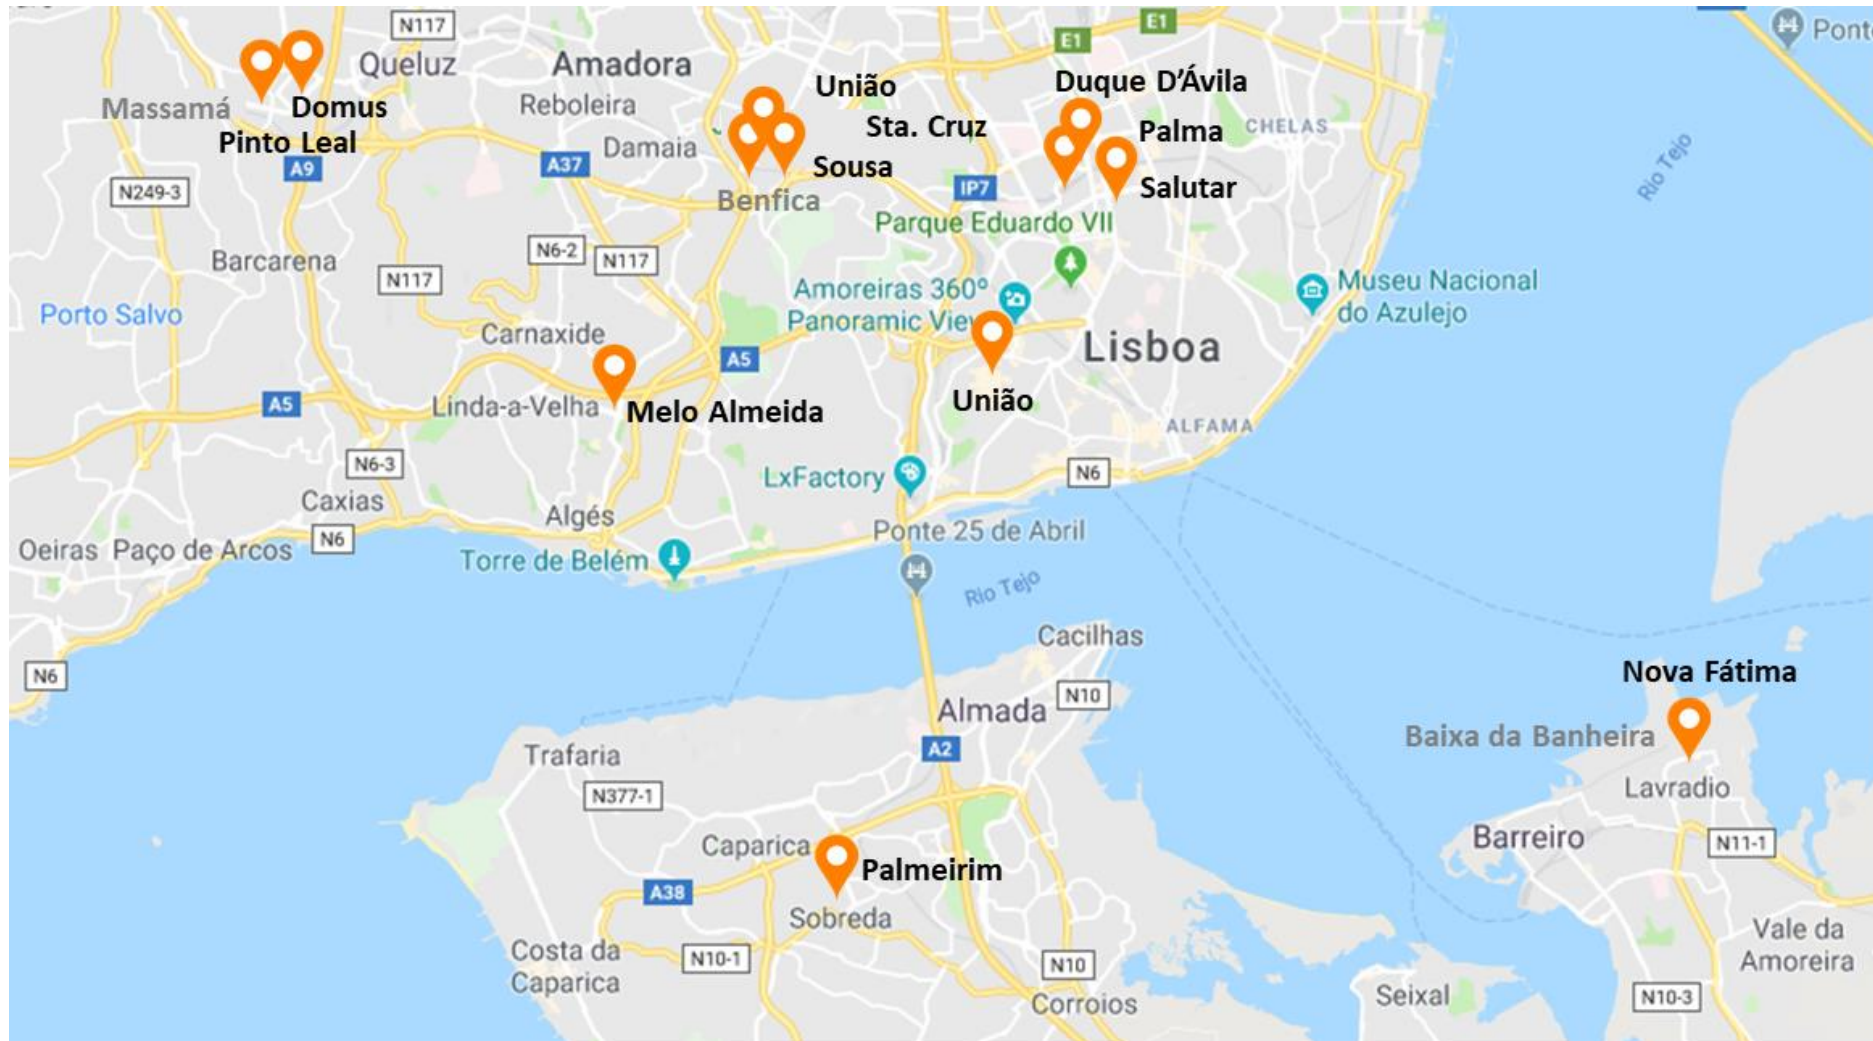 N117
E1
E1
Pont
Queluz
Amadora
União
Duque D’Ávila
Massamá
Domus
Reboleira
Sta. Cruz
Palma
CHELAS
Pinto Leal
Damaia
A37
Sousa
Rio Tejo
A9
N249-3
Benfica
IP7
Salutar
Parque Eduardo VII
Barcarena
N6-2
N117
N117
Amoreiras 360º
Panoramic View
Museu Nacional
do Azulejo
Porto Salvo
Carnaxide
A5
Lisboa
A5
Linda-a-Velha
Melo Almeida
União
ALFAMA
N6-3
LxFactory
N6
Caxias
Algés
N6
Ponte 25 de Abril
Oeiras
Paço de Arcos
Torre de Belém
Rio Tejo
Cacilhas
N6
Nova Fátima
N10
Almada
Baixa da Banheira
A2
Trafaria
N377-1
Lavradio
Caparica
Barreiro
N11-1
Palmeirim
A38
Sobreda
Vale da
Amoreira
Costa da
Caparica
N10-1
N10
Corroios
Seixal
N10-3